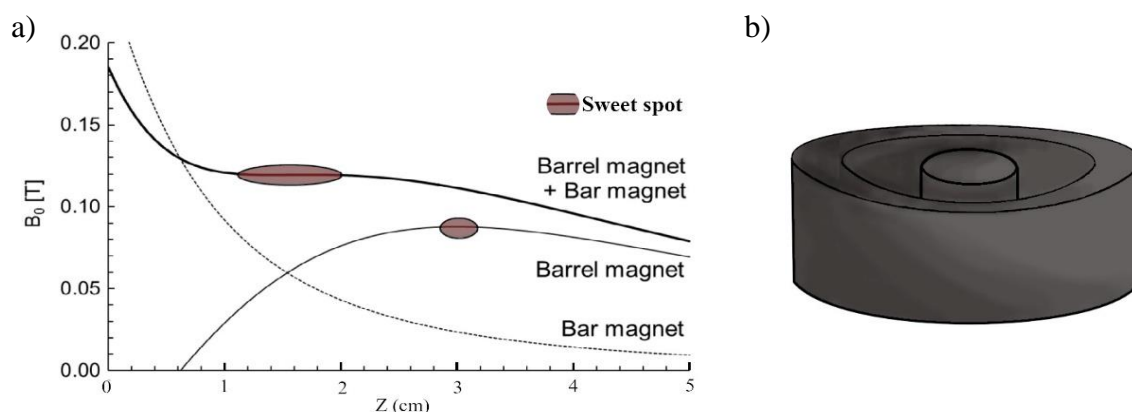 a)
b)
0.20
0.15
0.10
0.05
0.00
B₀ [T]
Sweet spot
Barrel magnet
+ Bar magnet
Barrel magnet
Bar magnet
0 1 2 3 4 5
Z (cm)